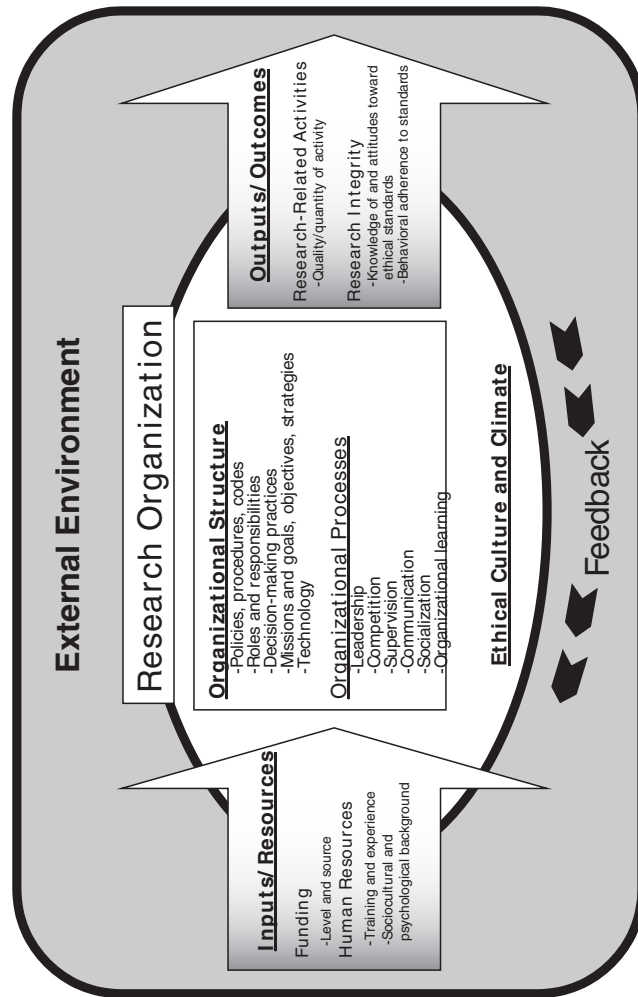 External Environment
Research Organization
Inputs/Resources
Funding
-Level and source
Human Resources
-Training and experience
-Sociocultural and
psychological background
Organizational Structure
-Policies, procedures, codes
-Roles and responsibilities
-Decision-making practices
-Missions and goals, objectives, strategies
-Technology
Organizational Processes
-Leadership
-Competition
-Supervision
-Communication
-Socialization
-Organizational learning
Ethical Culture and Climate
Outputs/Outcomes
Research-Related Activities
-Quality/quantity of activity
Research Integrity
-Knowledge of and attitudes toward
ethical standards
-Behavioral adherence to standards
Feedback